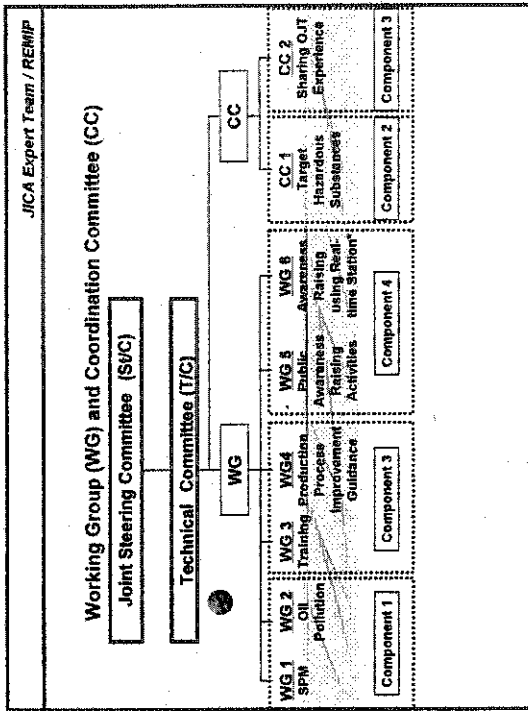 JICA Expert Team / REMIP
Working Group (WG) and Coordination Committee (CC)
Joint Steering Committee (St/C)
Technical Committee (T/C)
WG
CC
WG 1
SPM
WG 2
Oil
Pollution
Component 1
WG 3
Training
WG4
Production
Process
Improvement
Guidance
Component 3
WG 5
Public
Awareness
Raising
Activities
WG 6
Awareness
Raising
using Real-
time Station*
Component 4
CC 1
Target
Hazardous
Substances
Component 2
CC 2
Sharing OJT
Experience
Component 3